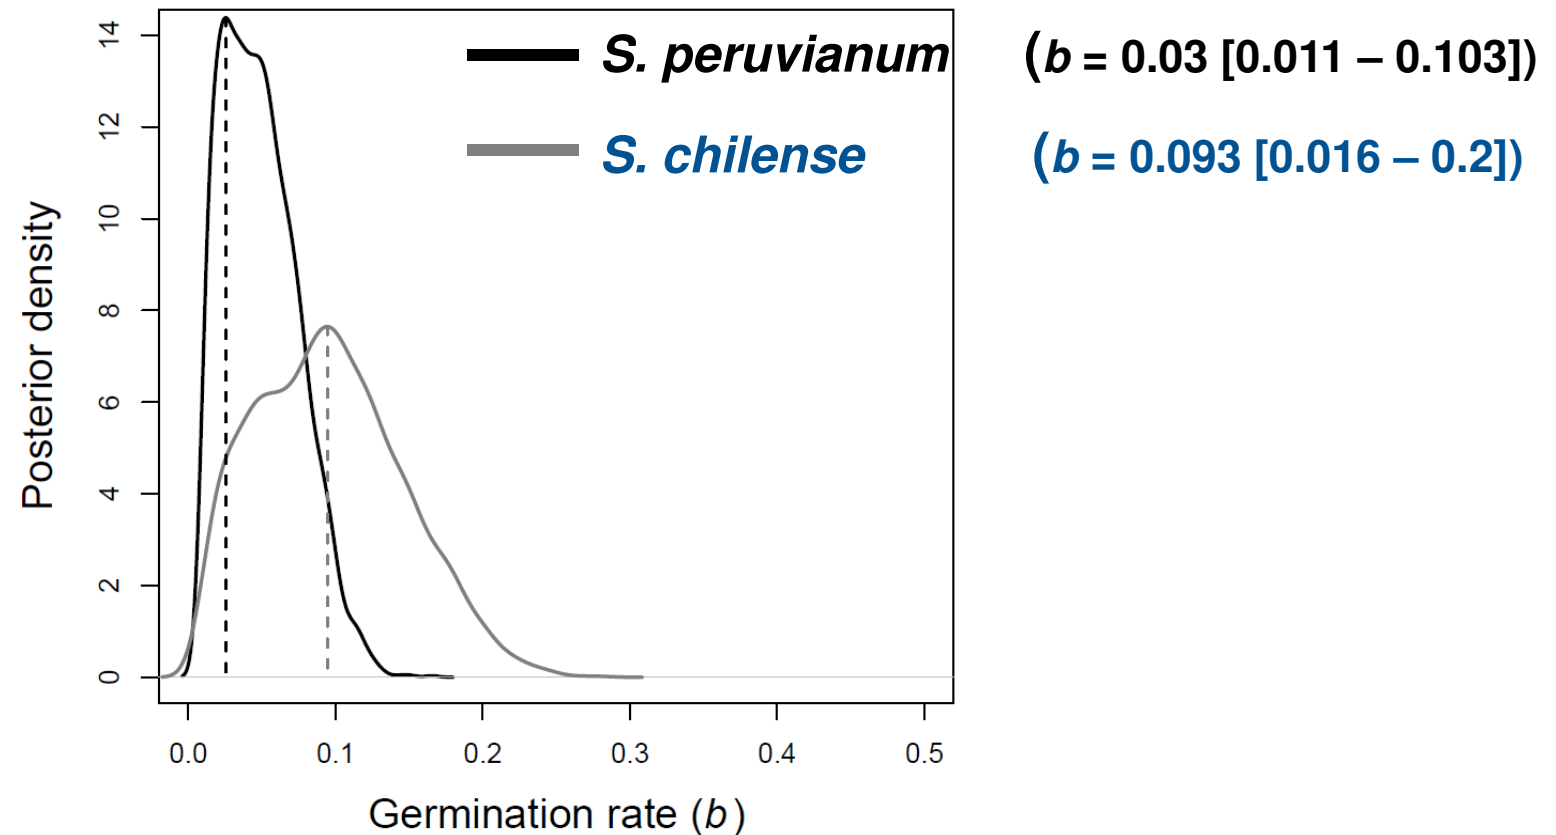 S. peruvianum (b = 0.03 [0.011 – 0.103])
S. chilense (b = 0.093 [0.016 – 0.2])
Posterior density
14
12
10
8
6
4
2
0
0.0 0.1 0.2 0.3 0.4 0.5
Germination rate (b)